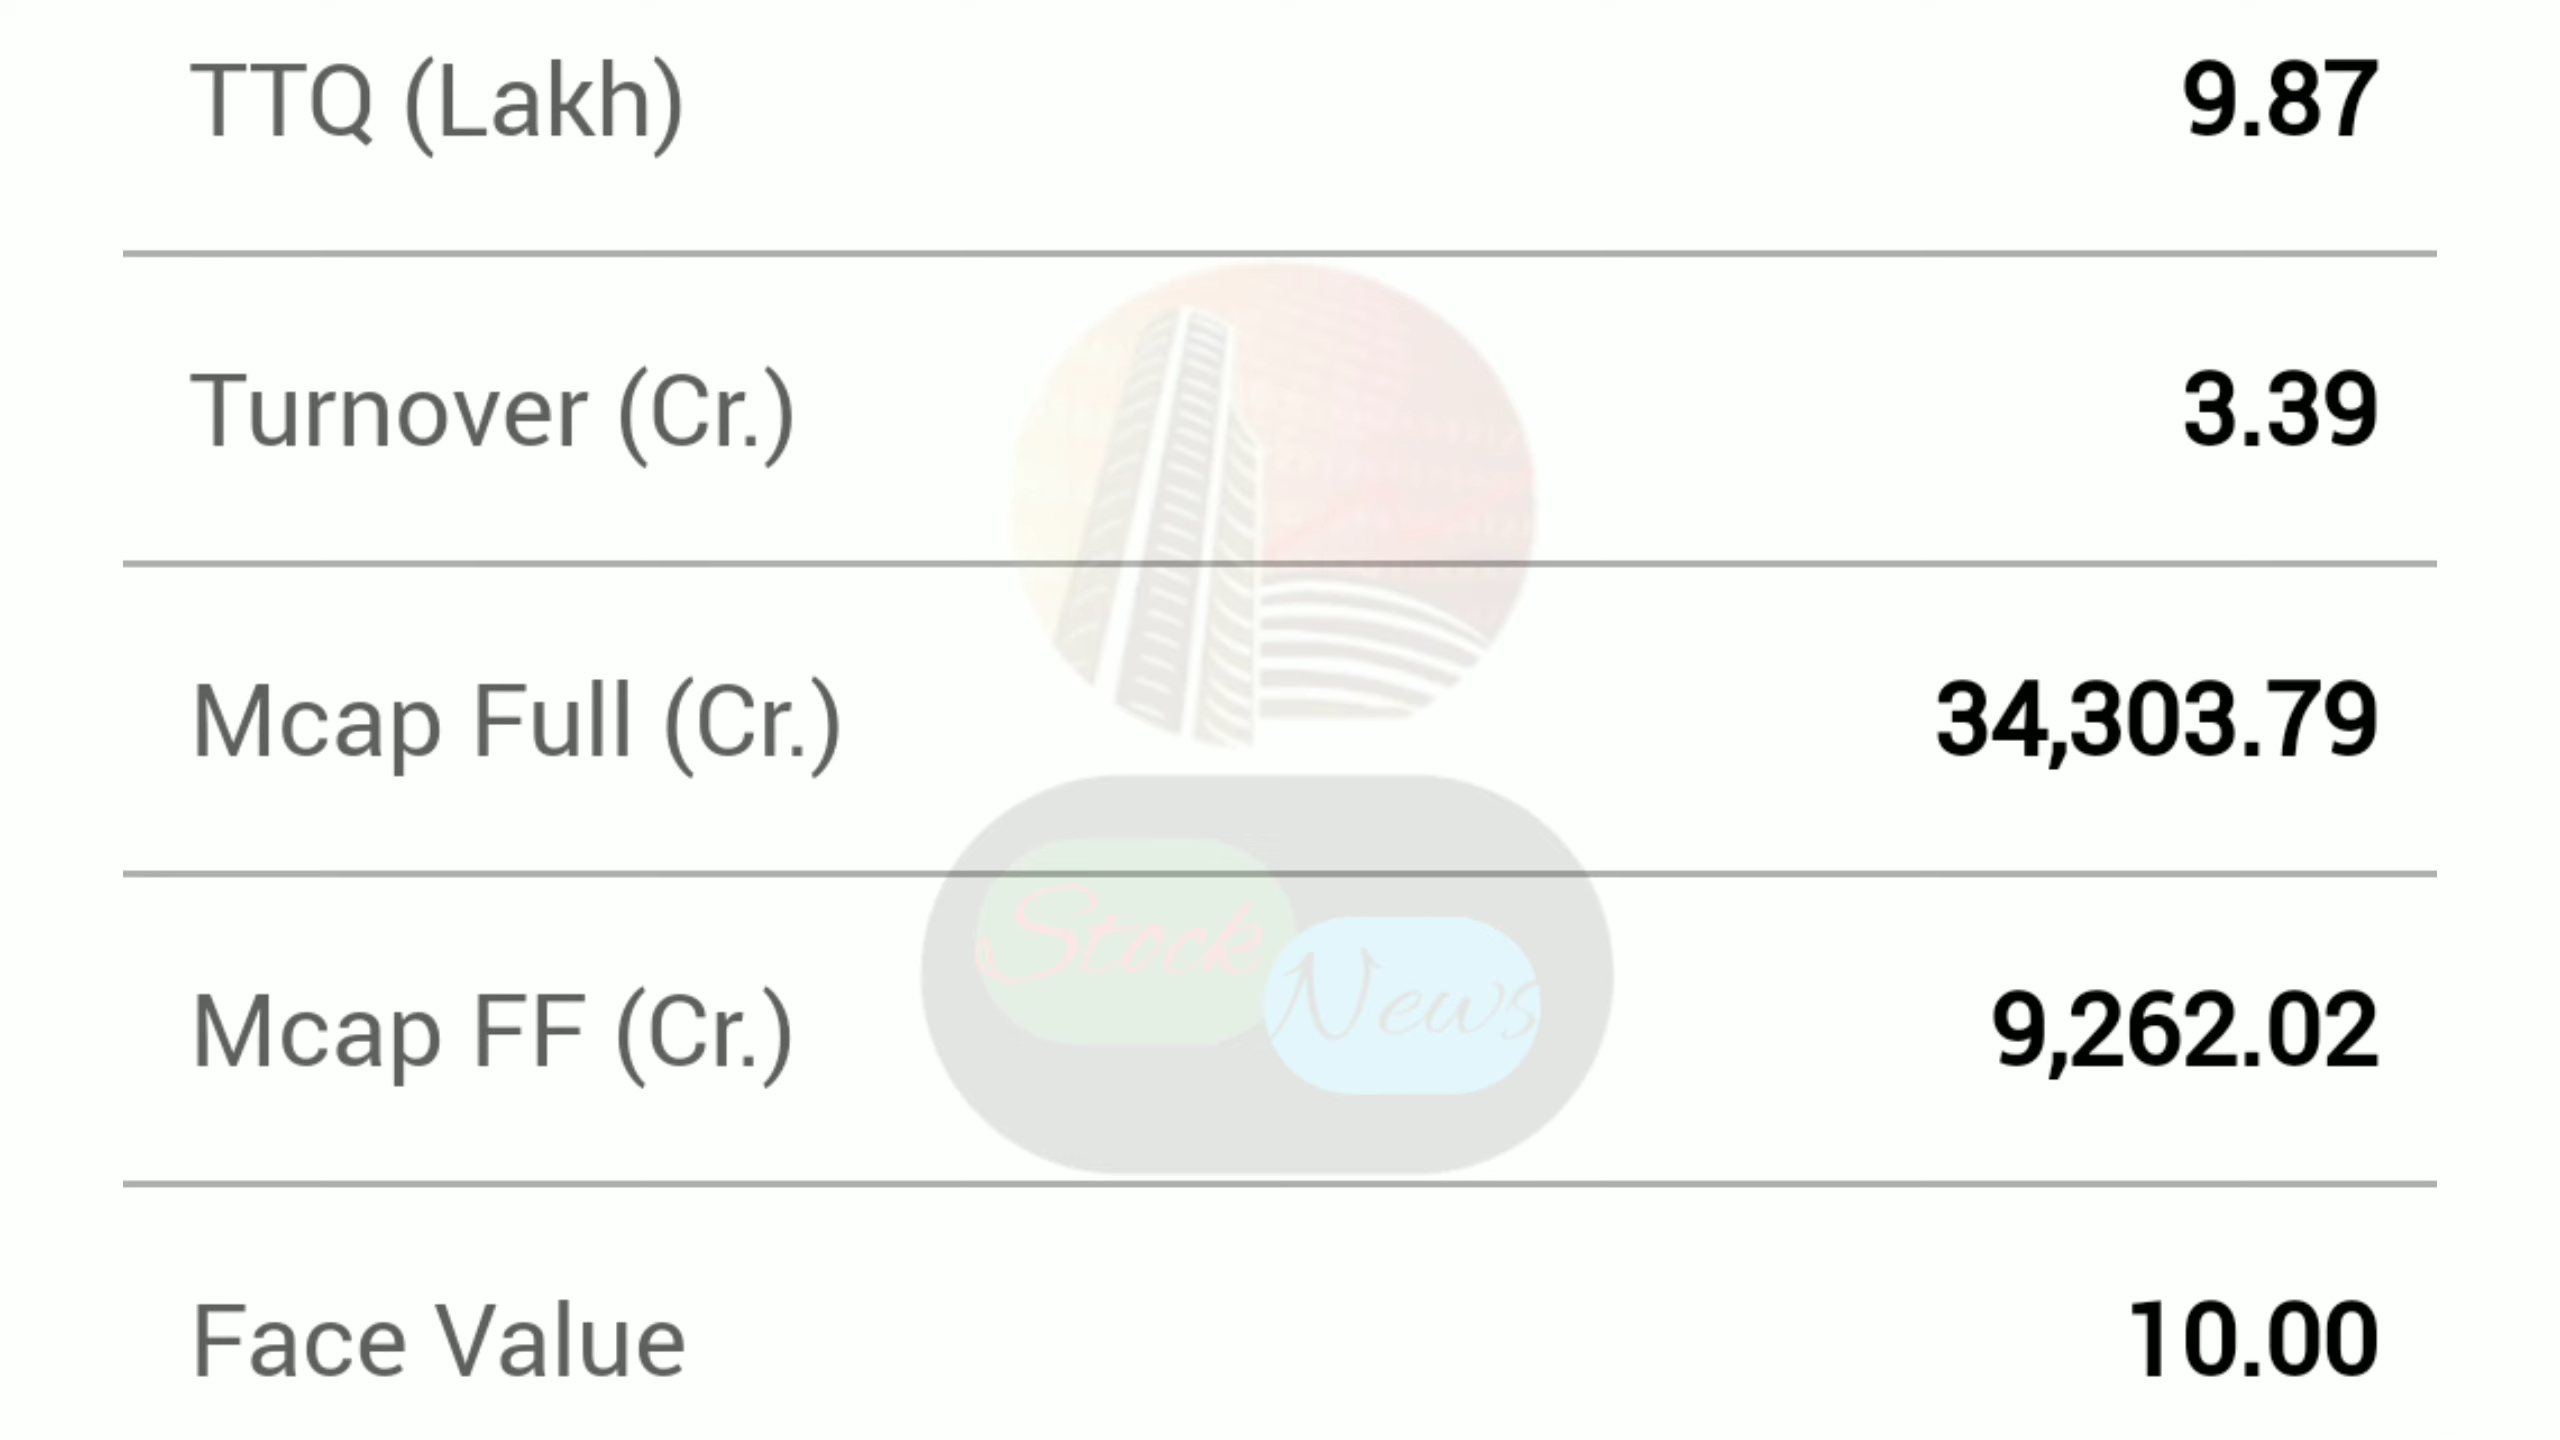 TTQ (Lakh) 9.87
Turnover (Cr.) 3.39
Mcap Full (Cr.) 34,303.79
Stock
News
Mcap FF (Cr.) 9,262.02
Face Value 10.00